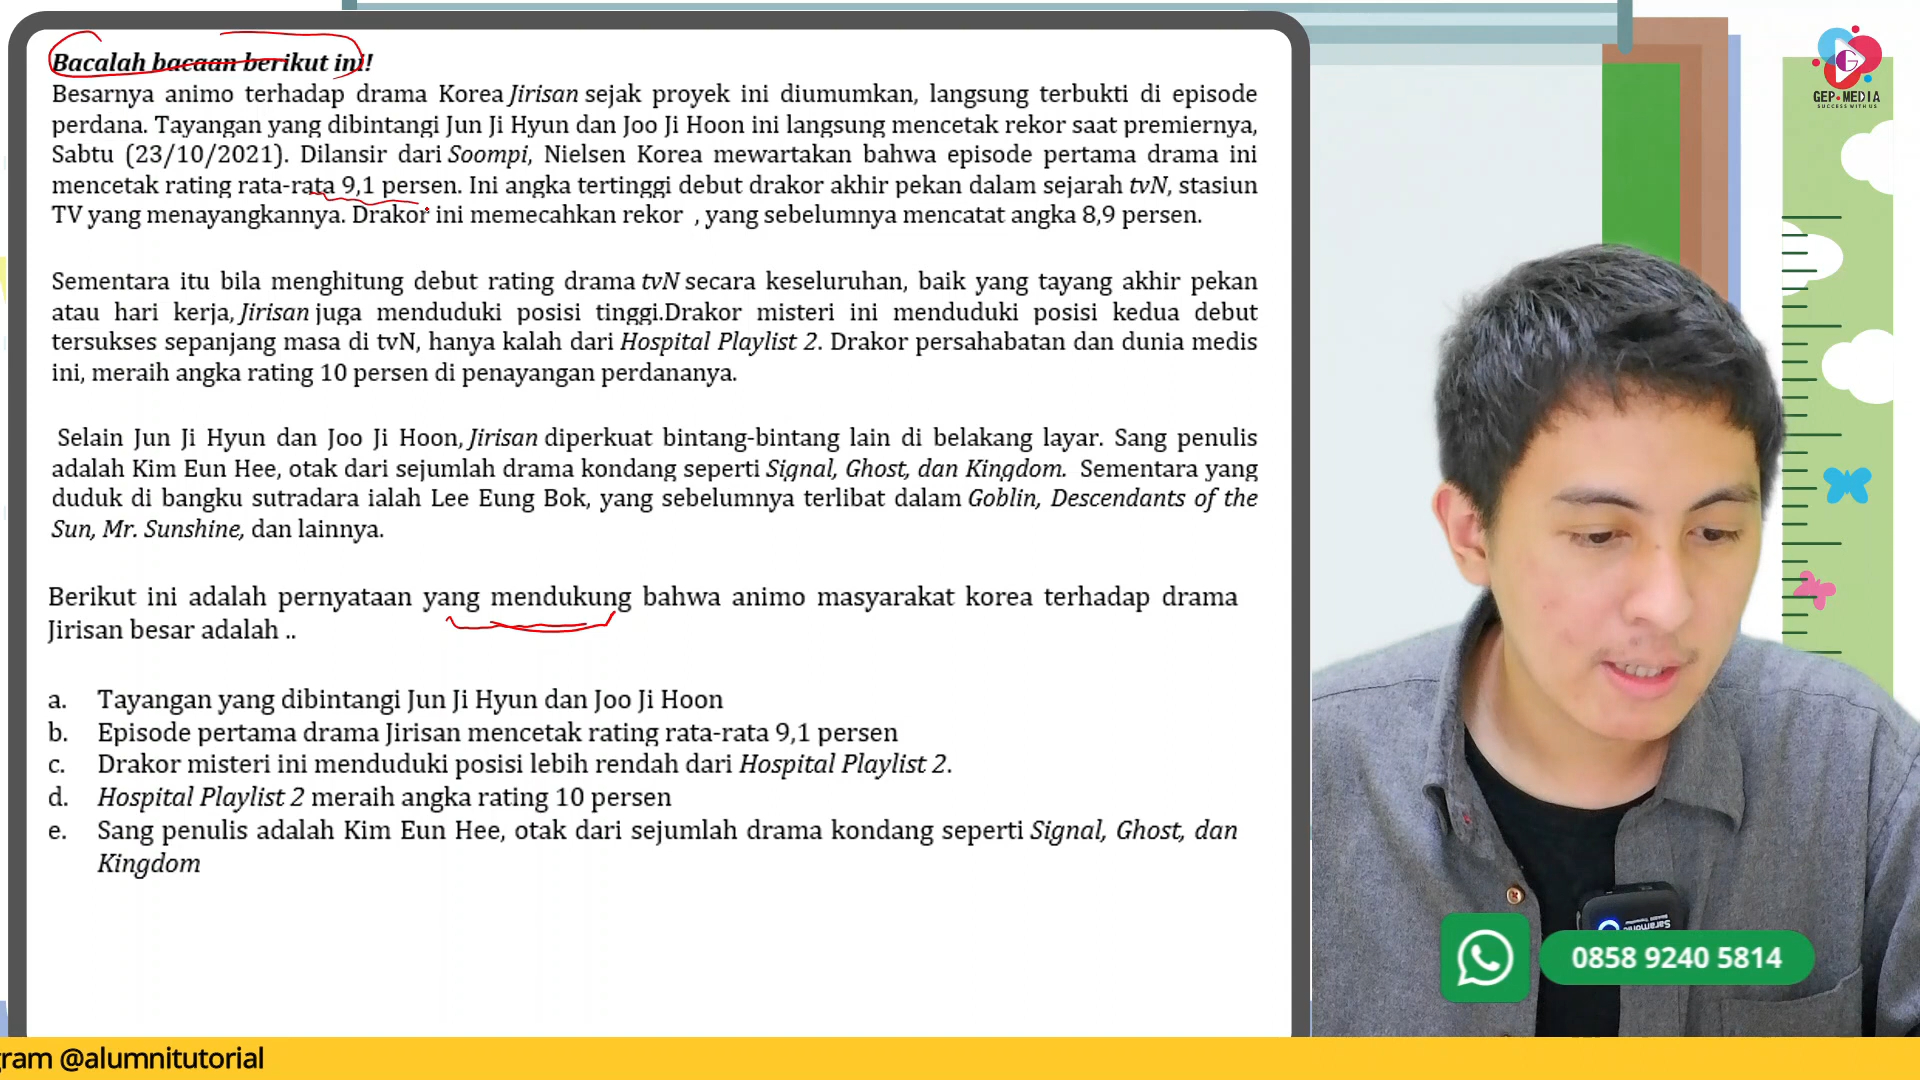 Bacalah bacaan berikut ini!
Besarnya animo terhadap drama Korea Jirisan sejak proyek ini diumumkan, langsung terbukti di episode
perdana. Tayangan yang dibintangi Jun Ji Hyun dan Joo Ji Hoon ini langsung mencetak rekor saat premiernya,
Sabtu (23/10/2021). Dilansir dari Soompi, Nielsen Korea mewartakan bahwa episode pertama drama ini
mencetak rating rata-rata 9,1 persen. Ini angka tertinggi debut drakor akhir pekan dalam sejarah tvN, stasiun
TV yang menayangkannya. Drakor ini memecahkan rekor , yang sebelumnya mencatat angka 8,9 persen.
Sementara itu bila menghitung debut rating drama tvN secara keseluruhan, baik yang tayang akhir pekan
atau hari kerja, Jirisan juga menduduki posisi tinggi.Drakor misteri ini menduduki posisi kedua debut
tersukses sepanjang masa di tvN, hanya kalah dari Hospital Playlist 2. Drakor persahabatan dan dunia medis
ini, meraih angka rating 10 persen di penayangan perdananya.
Selain Jun Ji Hyun dan Joo Ji Hoon, Jirisan diperkuat bintang-bintang lain di belakang layar. Sang penulis
adalah Kim Eun Hee, otak dari sejumlah drama kondang seperti Signal, Ghost, dan Kingdom. Sementara yang
duduk di bangku sutradara ialah Lee Eung Bok, yang sebelumnya terlibat dalam Goblin, Descendants of the
Sun, Mr. Sunshine, dan lainnya.
Berikut ini adalah pernyataan yang mendukung bahwa animo masyarakat korea terhadap drama
Jirisan besar adalah ..
a. Tayangan yang dibintangi Jun Ji Hyun dan Joo Ji Hoon
b. Episode pertama drama Jirisan mencetak rating rata-rata 9,1 persen
c. Drakor misteri ini menduduki posisi lebih rendah dari Hospital Playlist 2.
d. Hospital Playlist 2 meraih angka rating 10 persen
e. Sang penulis adalah Kim Eun Hee, otak dari sejumlah drama kondang seperti Signal, Ghost, dan
Kingdom
G
GEP MEDIA
SUCCESS WITH US
Saramonic
0858 9240 5814
gram @alumnitutorial